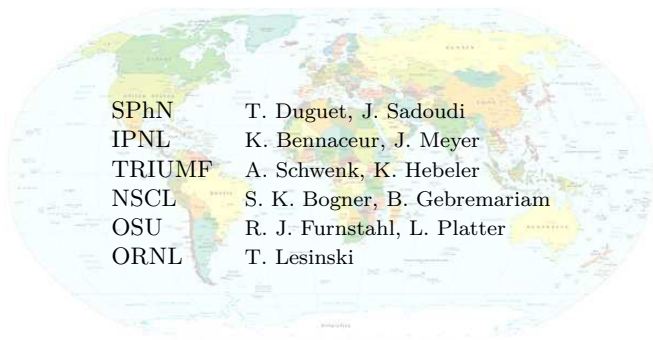 SPhN T. Duguet, J. Sadoudi
IPNL K. Bennaceur, J. Meyer
TRIUMF A. Schwenk, K. Hebeler
NSCL S. K. Bogner, B. Gebremariam
OSU R. J. Furnstahl, L. Platter
ORNL T. Lesinski